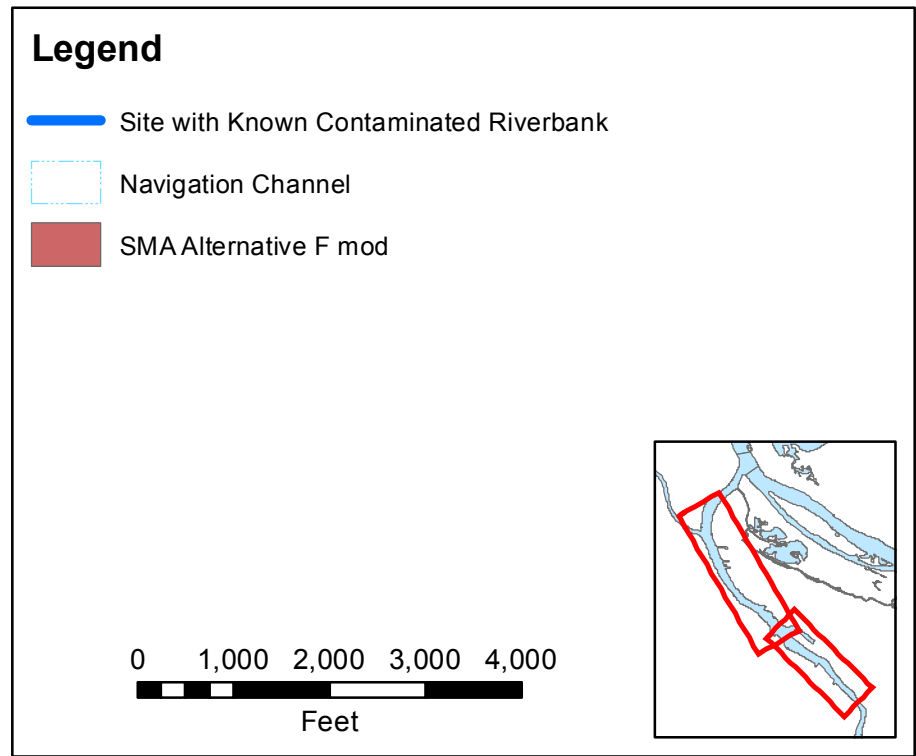 Legend
Site with Known Contaminated Riverbank
Navigation Channel
SMA Alternative F mod
0 1,000 2,000 3,000 4,000
Feet